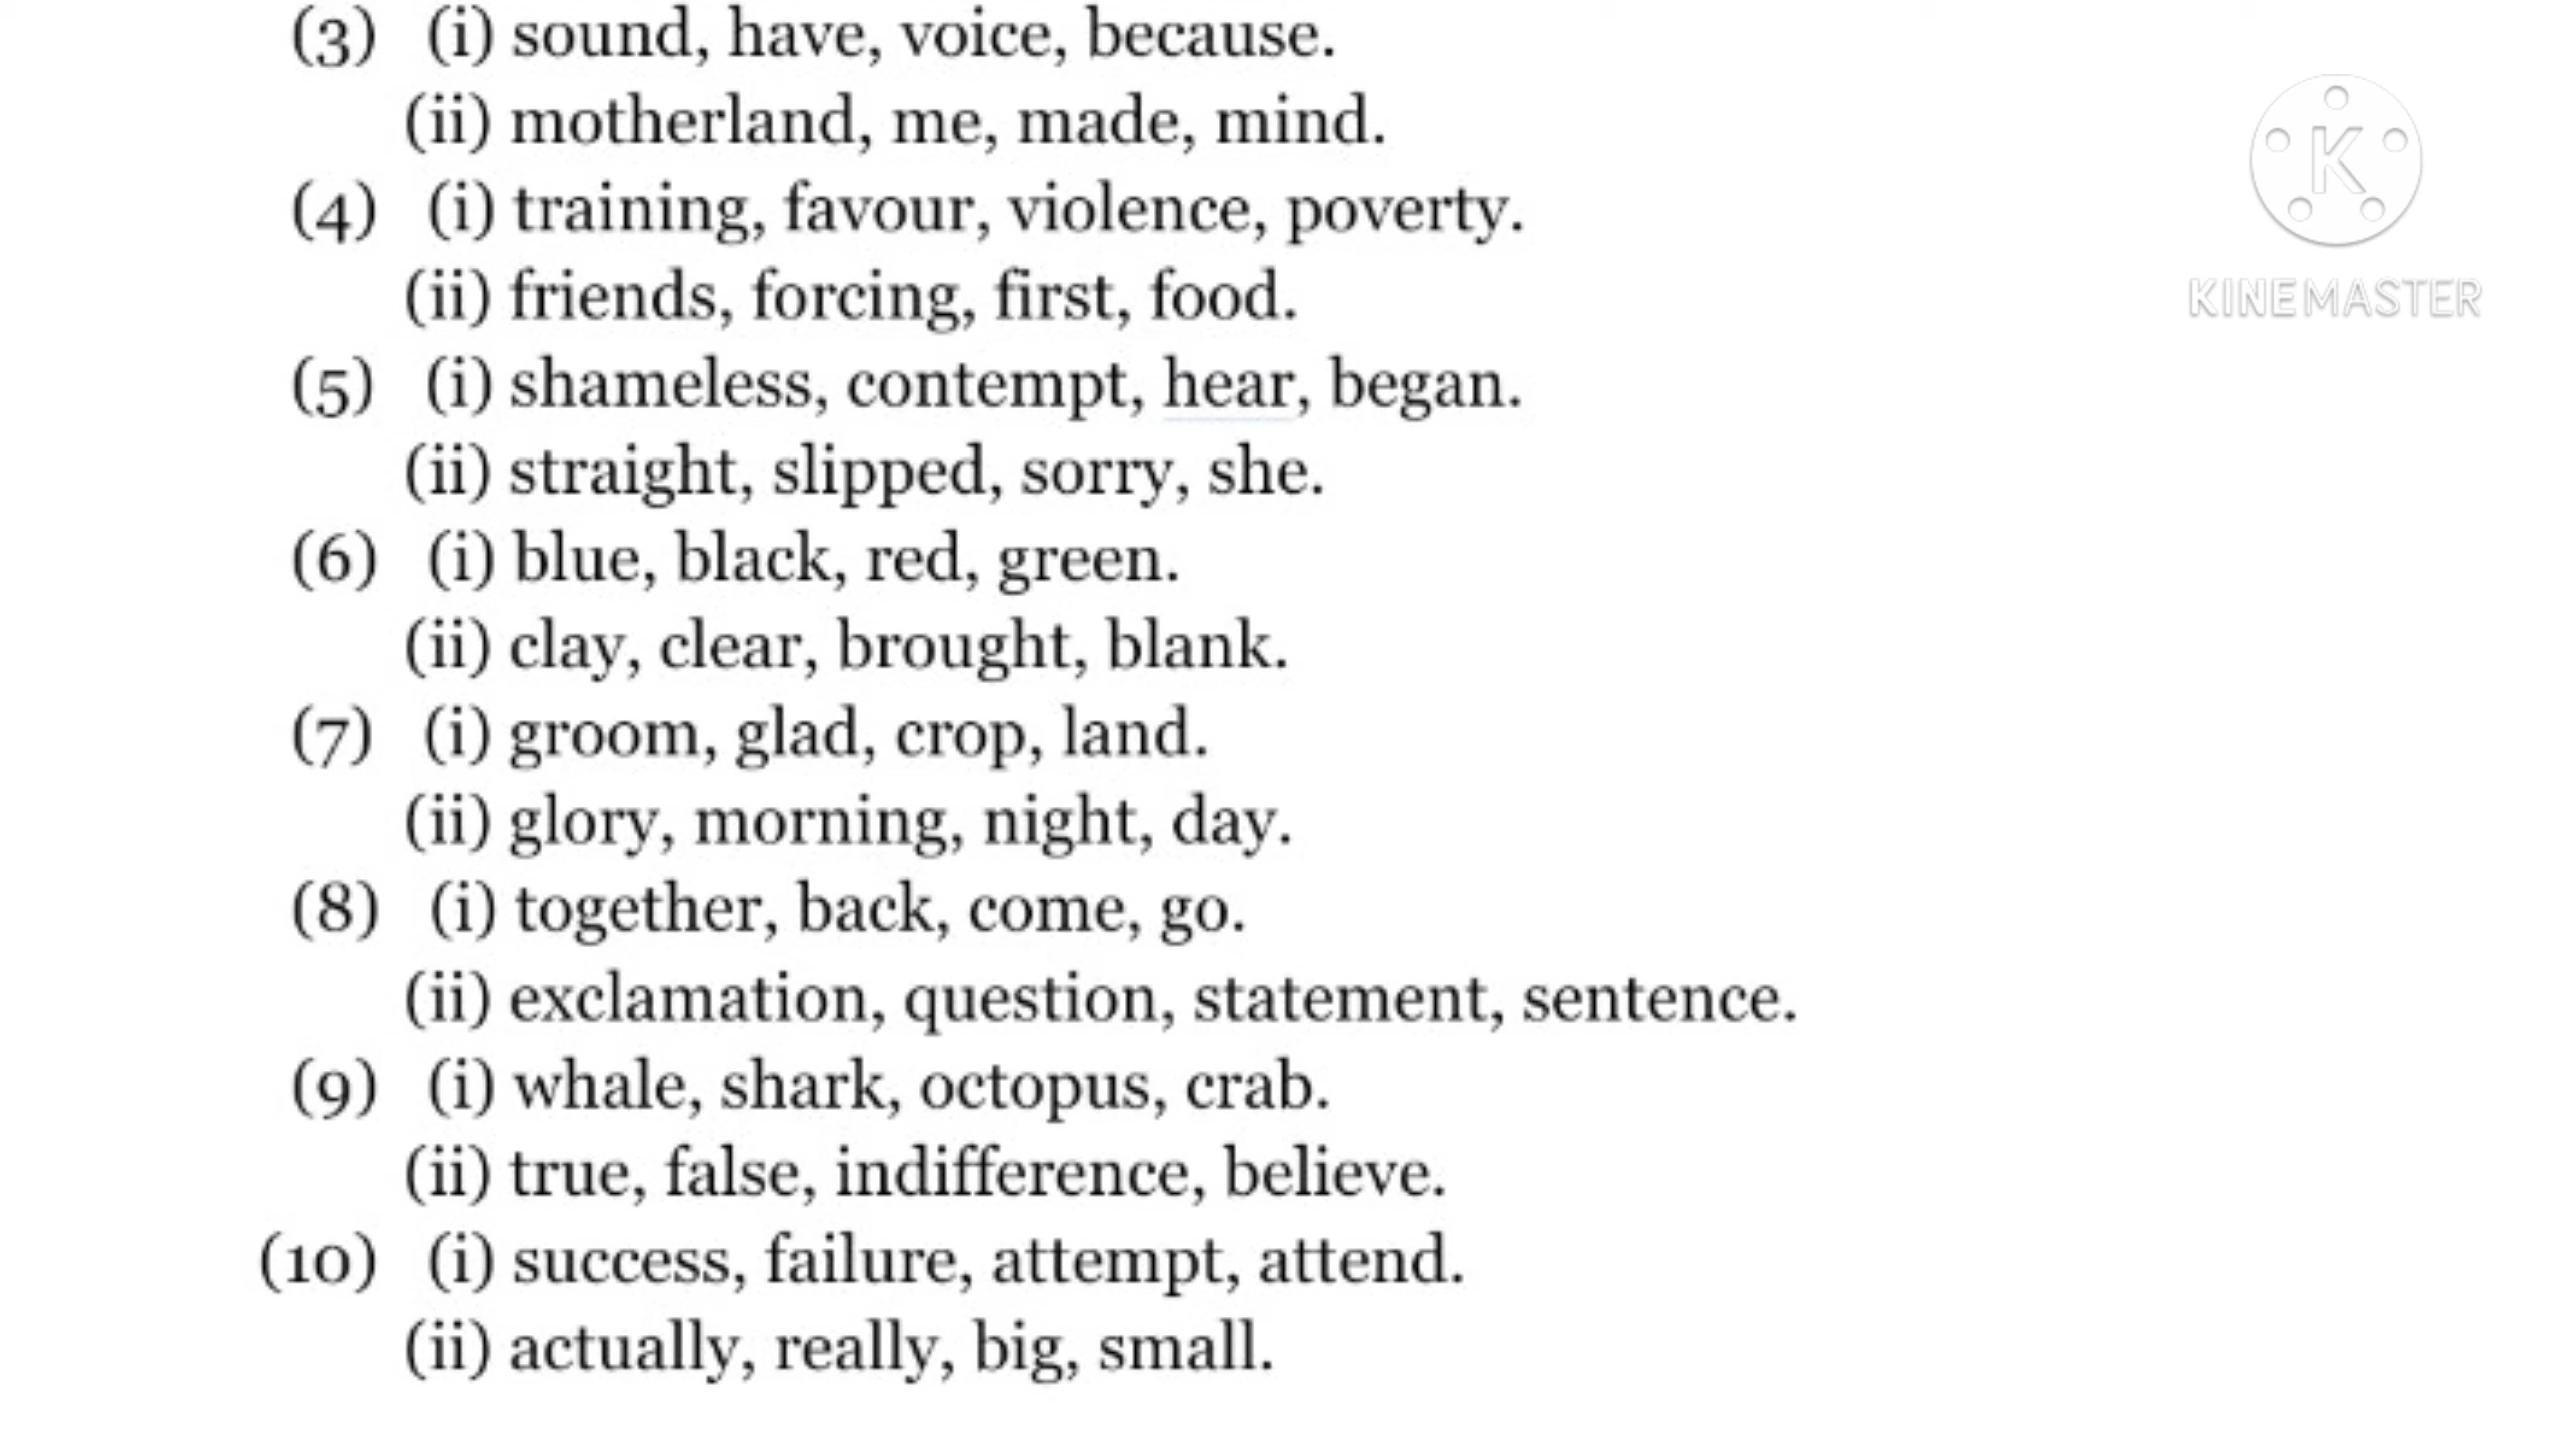 (3) (i) sound, have, voice, because.
(ii) motherland, me, made, mind.
(4) (i) training, favour, violence, poverty.
(ii) friends, forcing, first, food.
(5) (i) shameless, contempt, hear, began.
(ii) straight, slipped, sorry, she.
(6) (i) blue, black, red, green.
(ii) clay, clear, brought, blank.
(7) (i) groom, glad, crop, land.
(ii) glory, morning, night, day.
(8) (i) together, back, come, go.
(ii) exclamation, question, statement, sentence.
(9) (i) whale, shark, octopus, crab.
(ii) true, false, indifference, believe.
(10) (i) success, failure, attempt, attend.
(ii) actually, really, big, small.
K
KINEMASTER